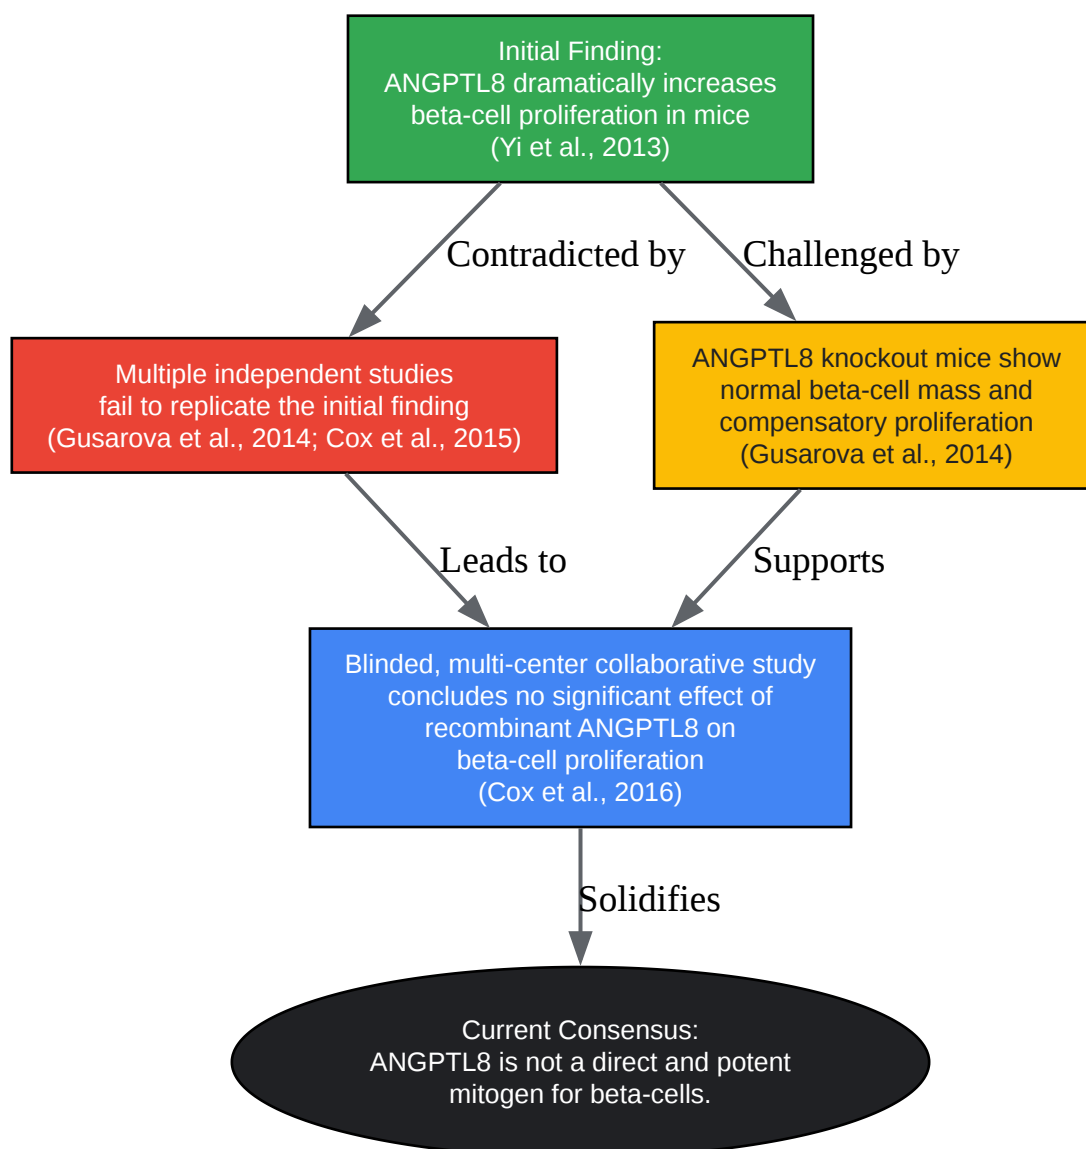 Initial Finding:
ANGPTL8 dramatically increases
beta-cell proliferation in mice
(Yi et al., 2013)
Contradicted by
Challenged by
Multiple independent studies
fail to replicate the initial finding
(Gusarova et al., 2014; Cox et al., 2015)
ANGPTL8 knockout mice show
normal beta-cell mass and
compensatory proliferation
(Gusarova et al., 2014)
Leads to
Supports
Blinded, multi-center collaborative study
concludes no significant effect of
recombinant ANGPTL8 on
beta-cell proliferation
(Cox et al., 2016)
Solidifies
Current Consensus:
ANGPTL8 is not a direct and potent
mitogen for beta-cells.